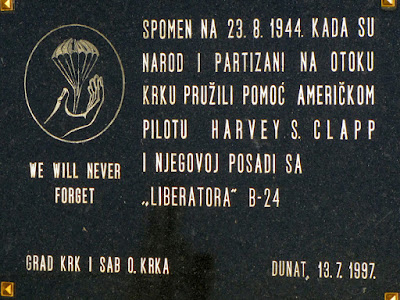 SPOMEN NA 23. 8. 1944. KADA SU
NAROD I PARTIZANI NA OTOKU
KRKU PRUŽILI POMOĆ AMERIČKOM
PILOTU HARVEY S. CLAPP
I NJEGOVOJ POSADI SA
„LIBERATORA" B-24
WE WILL NEVER
FORGET
GRAD KRK I SAB O. KRKA
DUNAT, 13. 7. 1997.